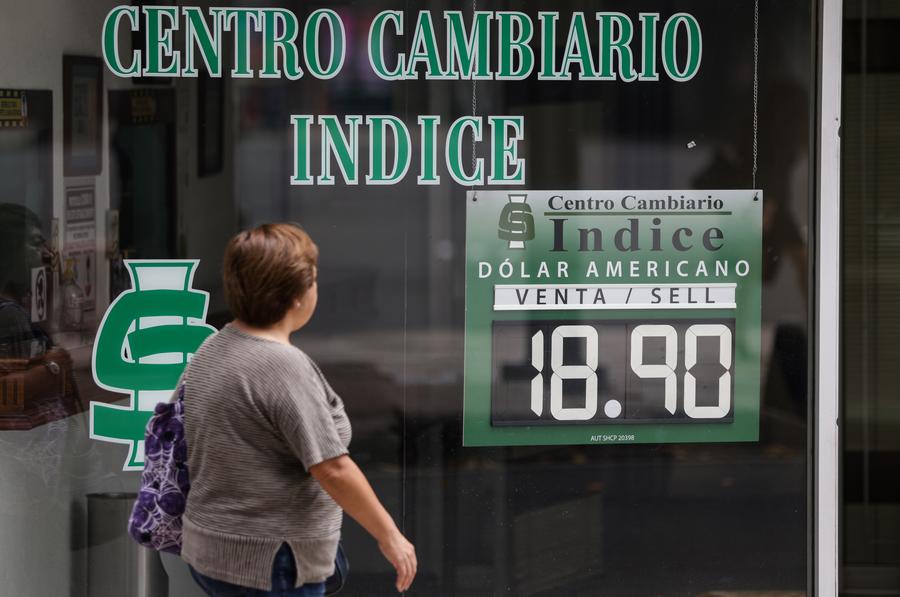 CENTRO CAMBIARIO
INDICE
Centro Cambiario
Indice
DÓLAR AMERICANO
VENTA / SELL
18.90
AUT SHCP 20398